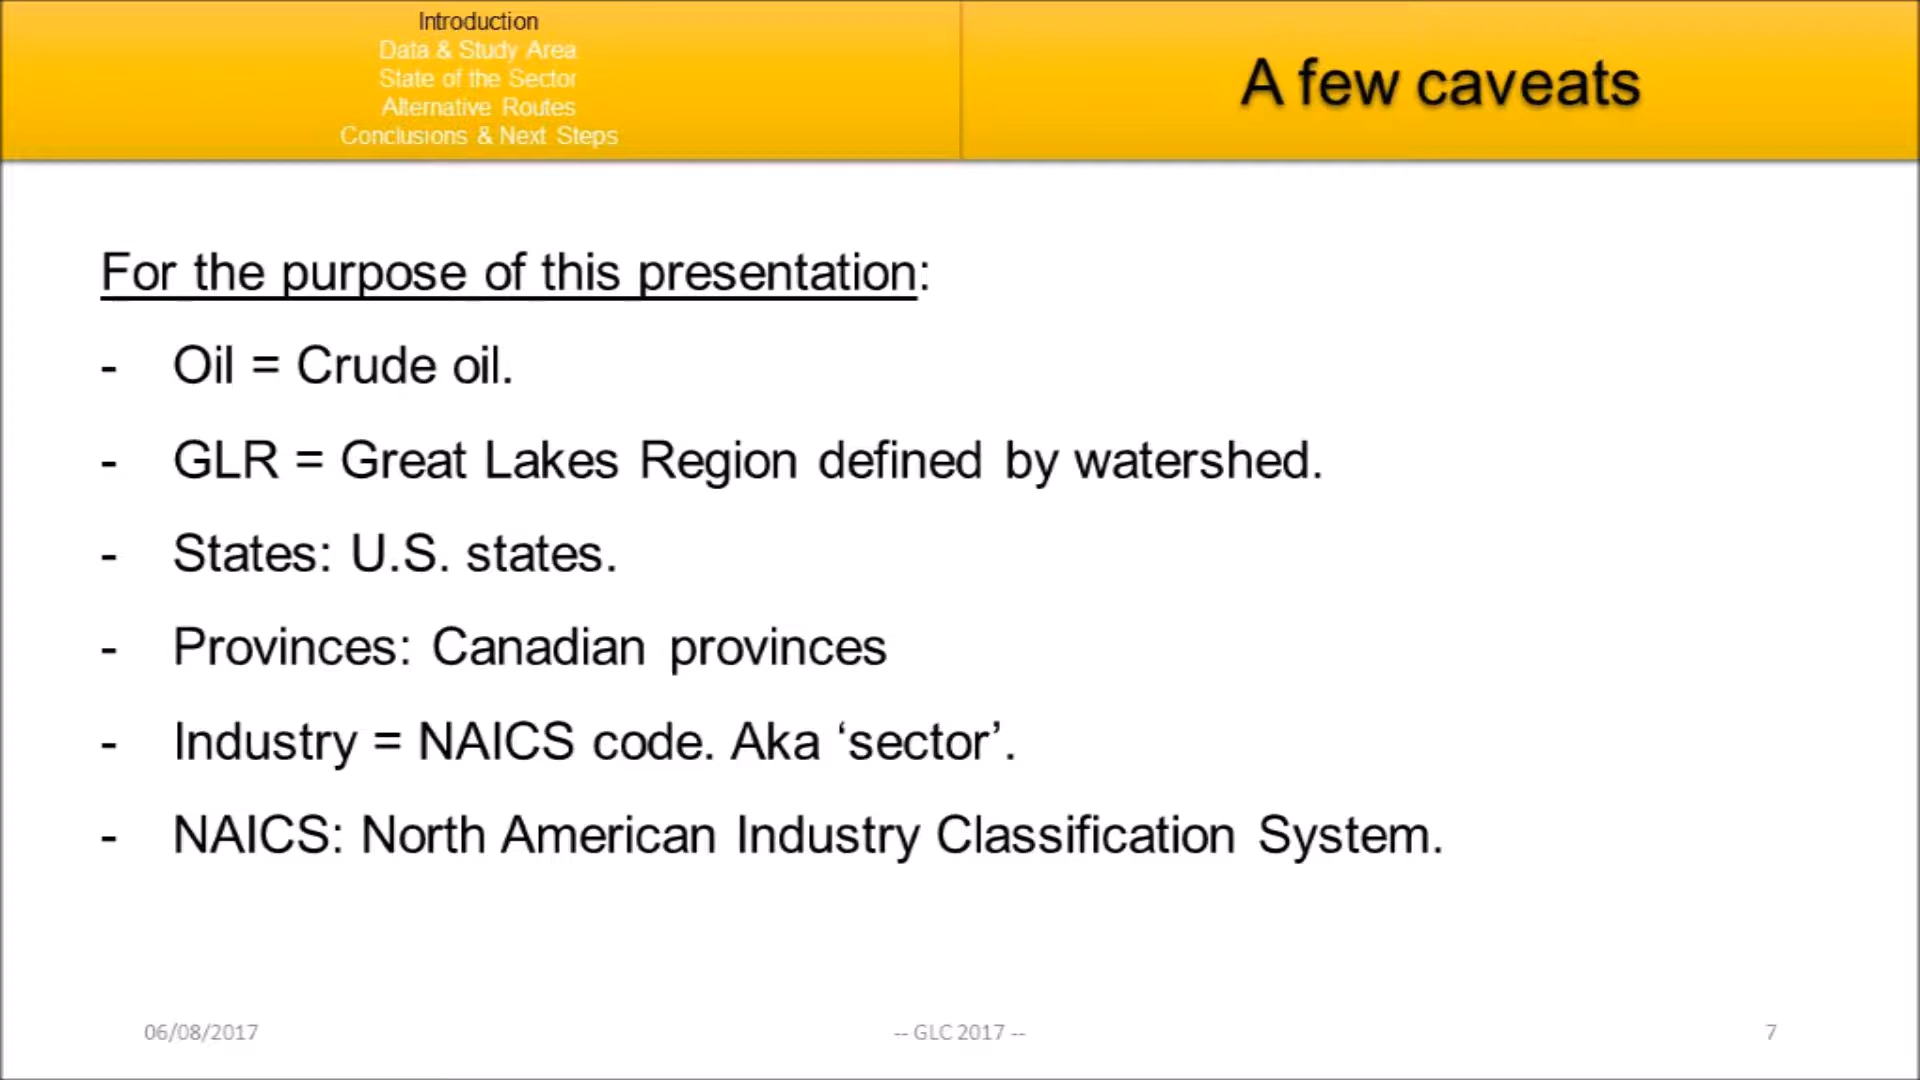 Introduction
Data & Study Area
State of the Sector
Alternative Routes
Conclusions & Next Steps
A few caveats
For the purpose of this presentation:
- Oil = Crude oil.
- GLR = Great Lakes Region defined by watershed.
- States: U.S. states.
- Provinces: Canadian provinces
- Industry = NAICS code. Aka ‘sector’.
- NAICS: North American Industry Classification System.
06/08/2017
-- GLC 2017 --
7